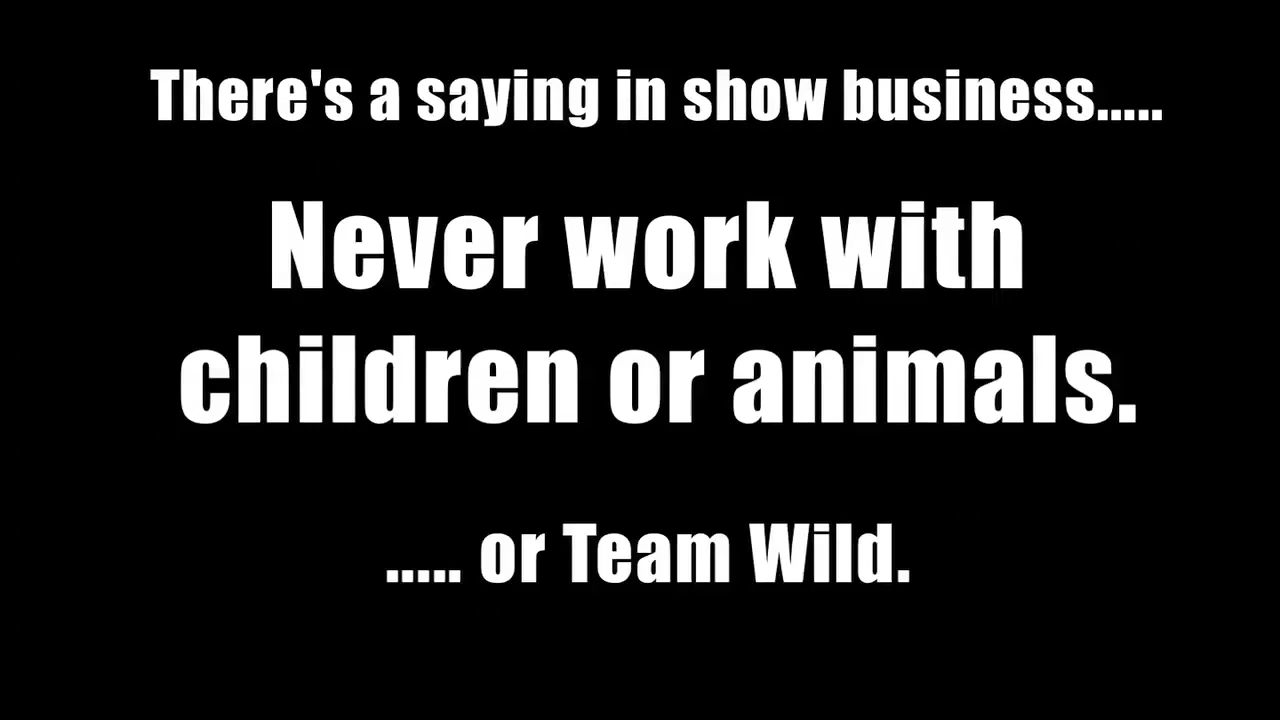 There's a saying in show business.....
Never work with
children or animals.
..... or Team Wild.